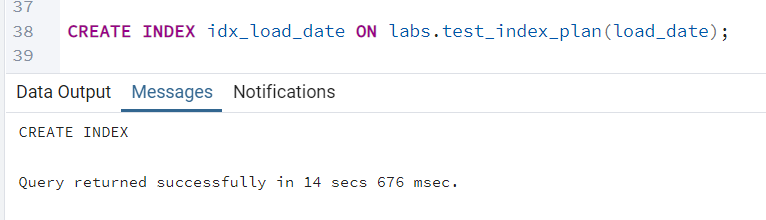 37
38 CREATE INDEX idx_load_date ON labs.test_index_plan(load_date);
39
Data Output Messages Notifications
CREATE INDEX
Query returned successfully in 14 secs 676 msec.